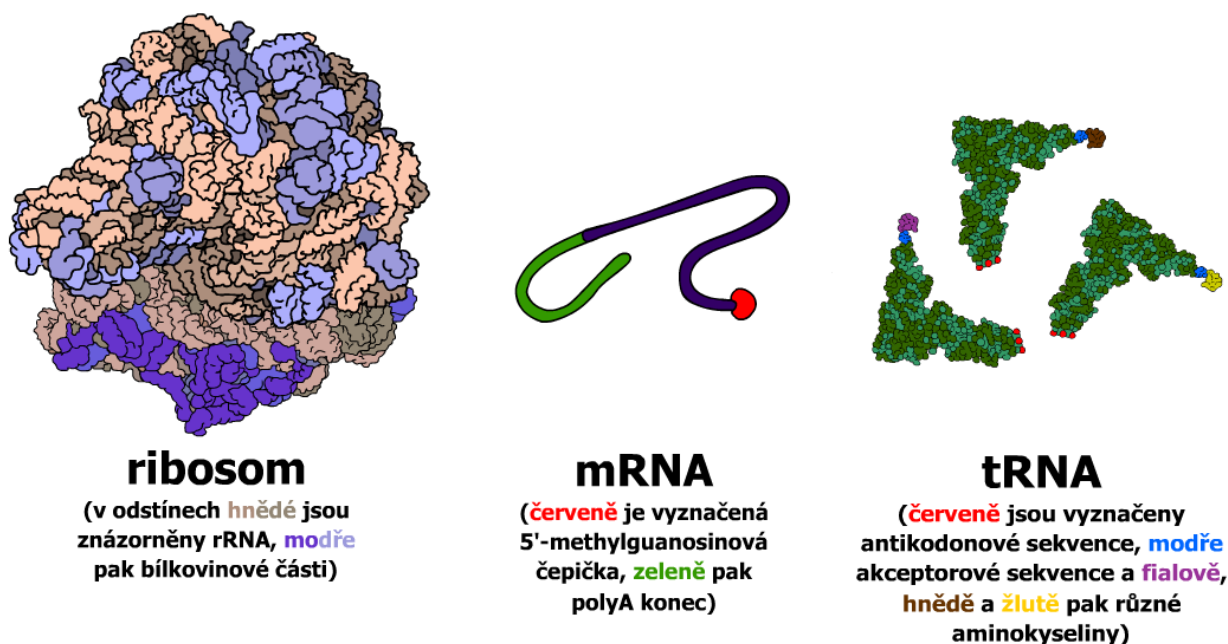 ribosom
(v odstínech hnědé jsou
znázorněny rRNA, modře
pak bílkovinové části)
mRNA
(červeně je vyznačená
5'-methylguanosinová
čepička, zeleně pak
polyA konec)
tRNA
(červeně jsou vyznačeny
antikodonové sekvence, modře
akceptorové sekvence a fialově,
hnědě a žlutě pak různé
aminokyseliny)